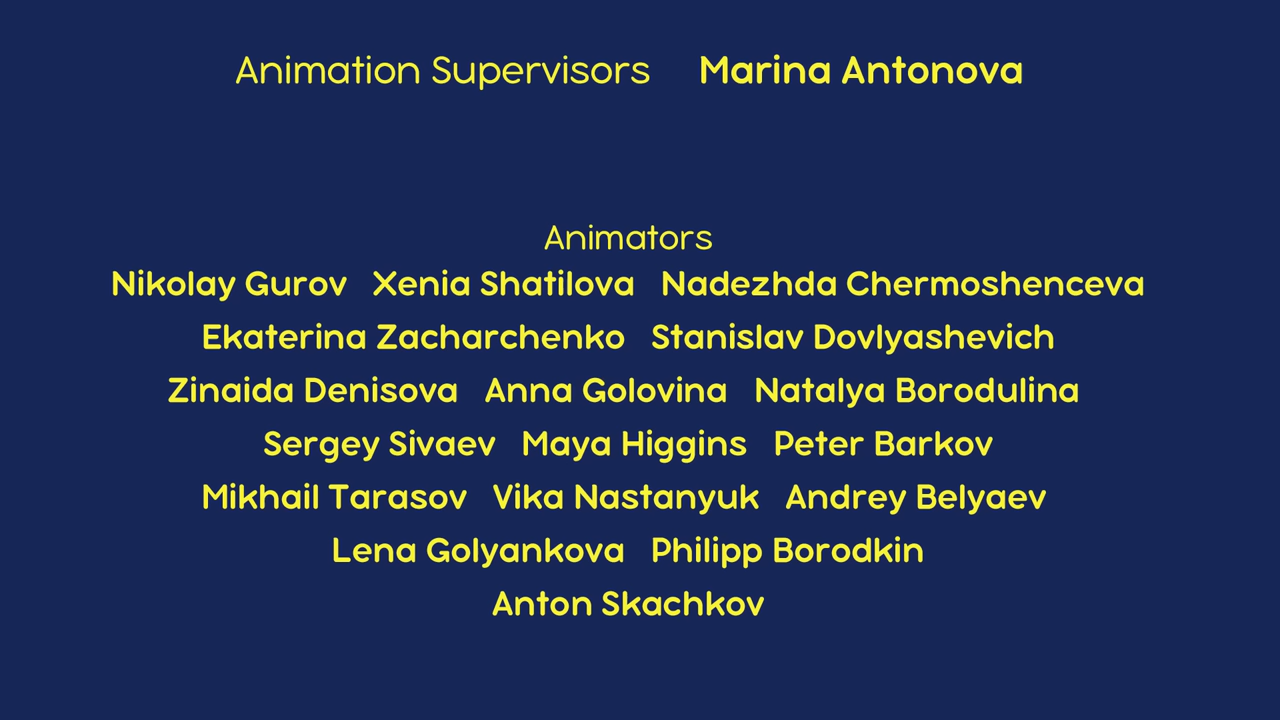 Animation Supervisors Marina Antonova
Animators
Nikolay Gurov Xenia Shatilova Nadezhda Chermoshenceva
Ekaterina Zacharchenko Stanislav Dovlyashevich
Zinaida Denisova Anna Golovina Natalya Borodulina
Sergey Sivaev Maya Higgins Peter Barkov
Mikhail Tarasov Vika Nastanyuk Andrey Belyaev
Lena Golyankova Philipp Borodkin
Anton Skachkov